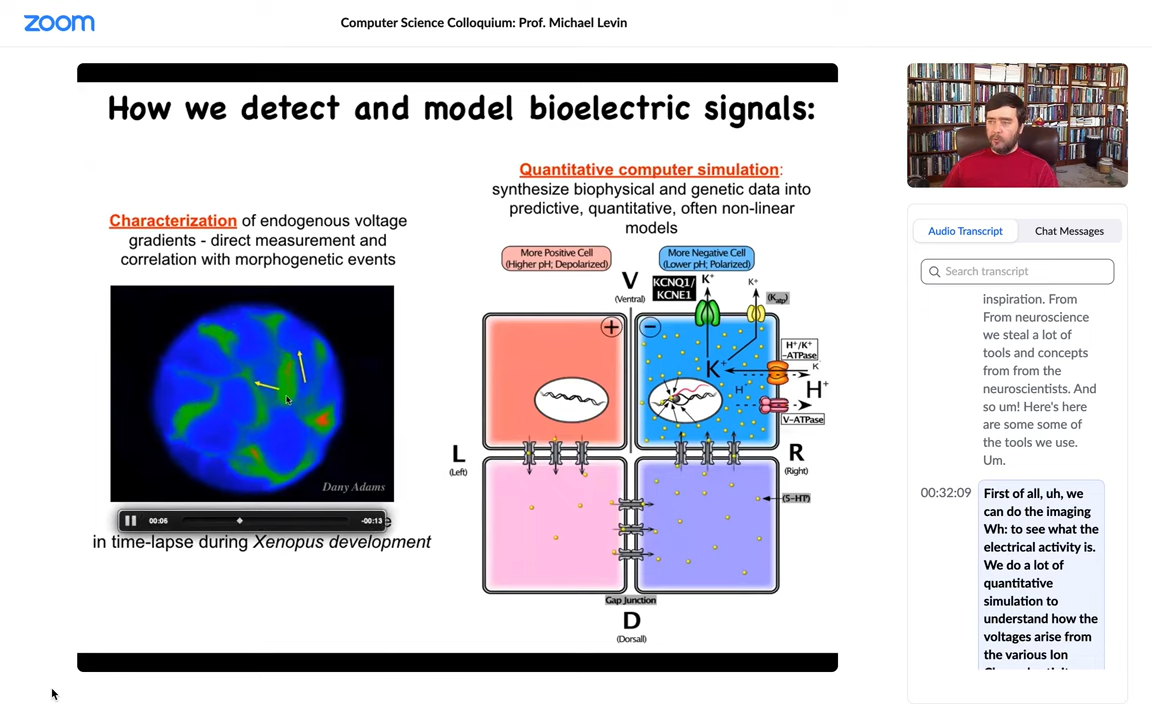 zoom
Computer Science Colloquium: Prof. Michael Levin
How we detect and model bioelectric signals:
Characterization of endogenous voltage
gradients - direct measurement and
correlation with morphogenetic events
Dany Adams
00:06
-00:13
e
in time-lapse during Xenopus development
Quantitative computer simulation:
synthesize biophysical and genetic data into
predictive, quantitative, often non-linear
models
More Positive Cell
(Higher pH; Depolarized)
More Negative Cell
(Lower pH; Polarized)
V
(Ventral)
KCNQ1/
KCNE1
K+
K+
(Katp)
+
−
H+/K+
-ATPase
K+
K
H+
H
V-ATPase
L
(Left)
R
(Right)
(5-HT)
Gap Junction
D
(Dorsall)
Audio Transcript
Chat Messages
Search transcript
inspiration. From
From neuroscience
we steal a lot of
tools and concepts
from from the
neuroscientists. And
so um! Here's here
are some some of
the tools we use.
Um.
00:32:09
First of all, uh, we
can do the imaging
Wh: to see what the
electrical activity is.
We do a lot of
quantitative
simulation to
understand how the
voltages arise from
the various Ion